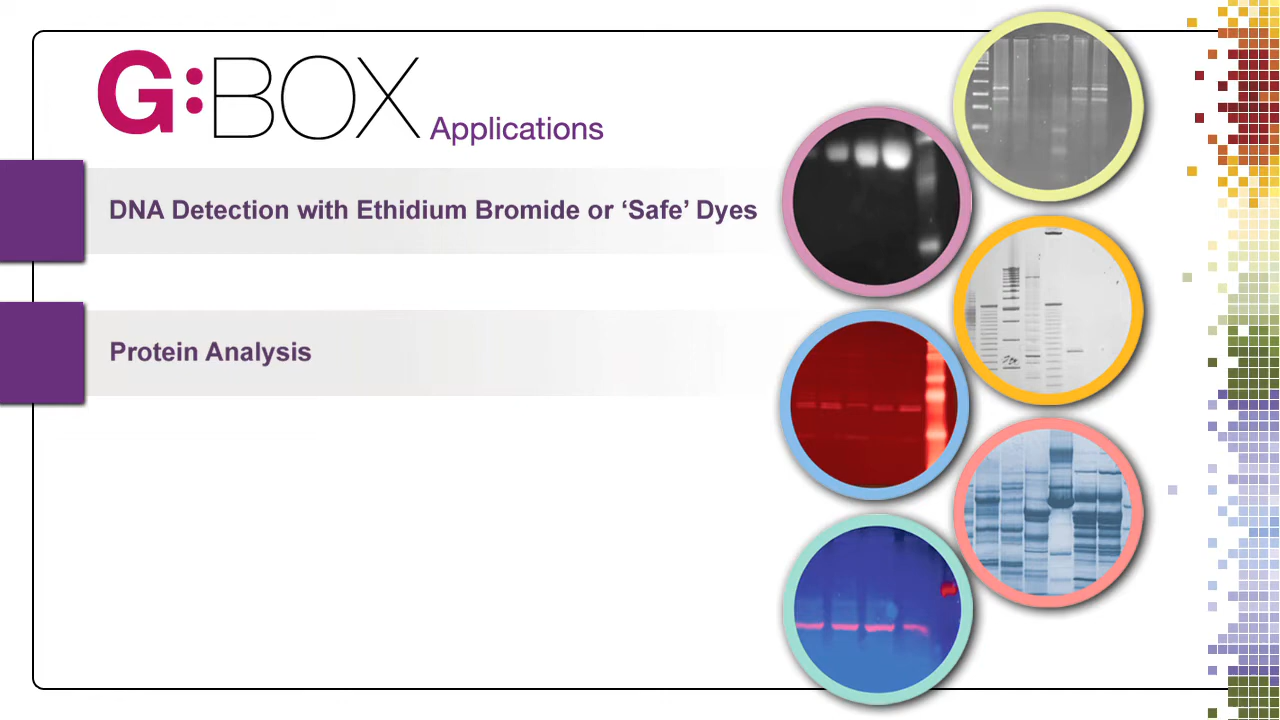 G:BOX Applications
DNA Detection with Ethidium Bromide or ‘Safe’ Dyes
Protein Analysis